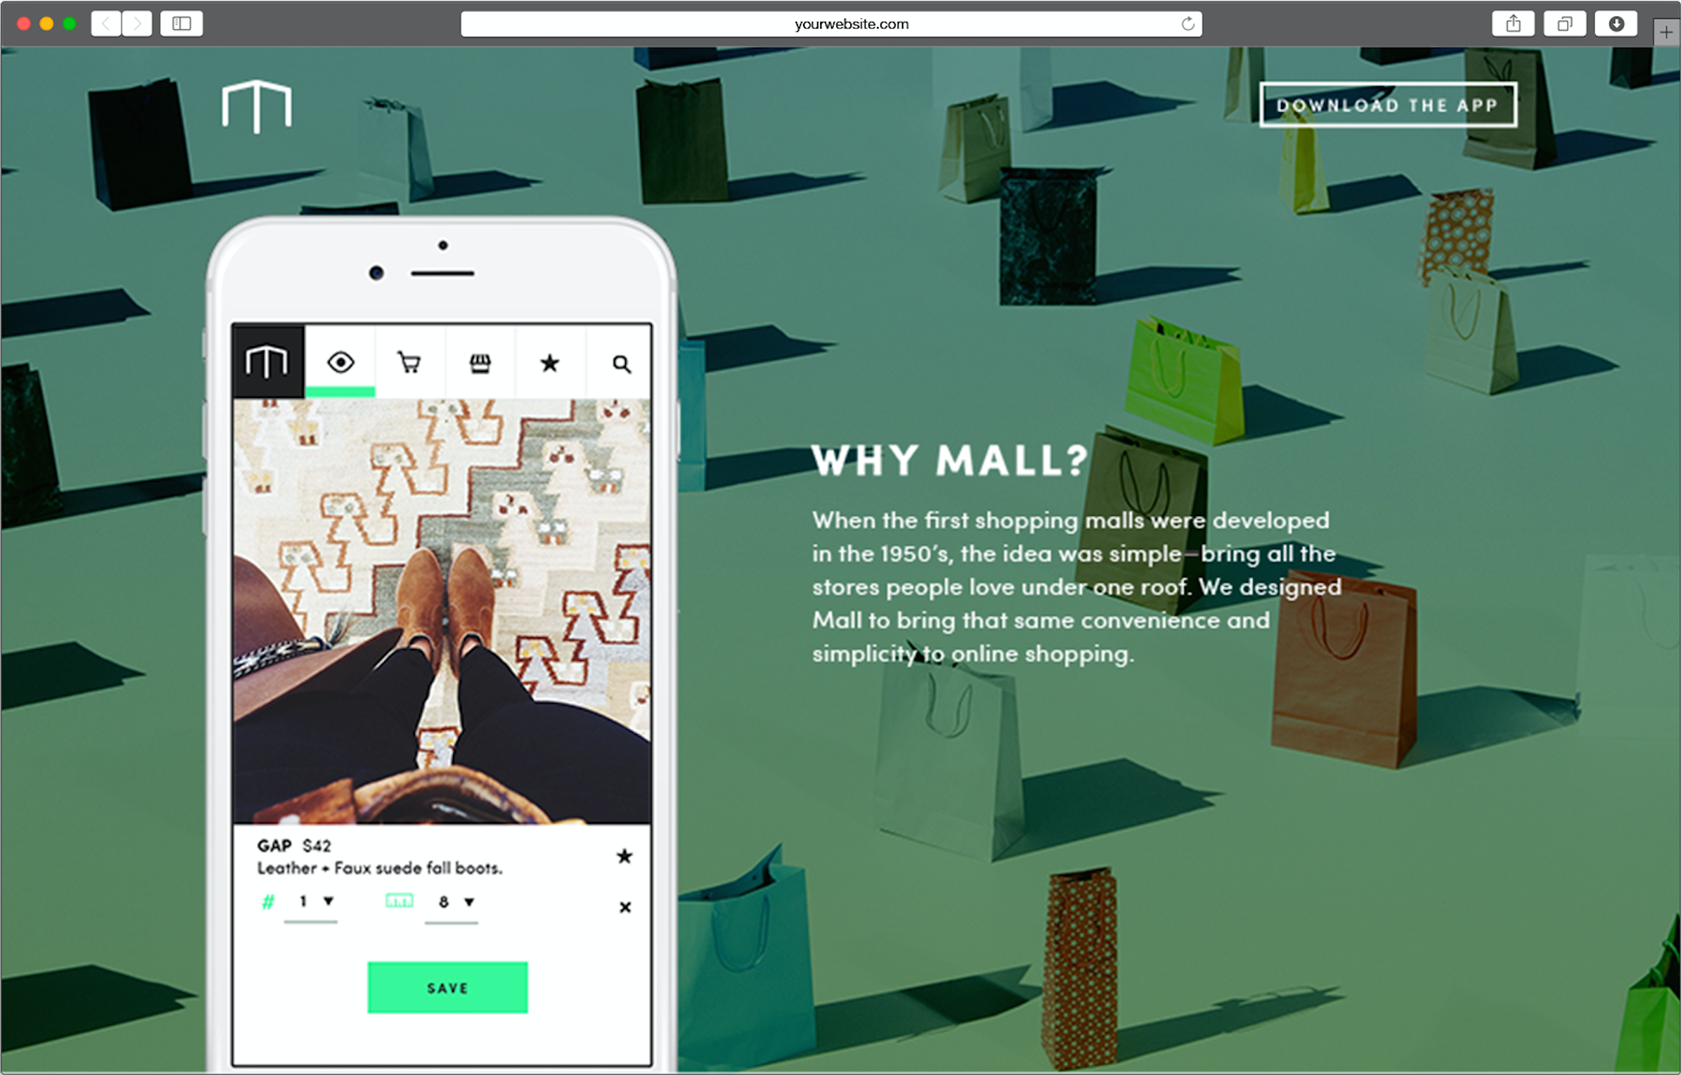 yourwebsite.com
DOWNLOAD THE APP
WHY MALL?
When the first shopping malls were developed
in the 1950's, the idea was simple—bring all the
stores people love under one roof. We designed
Mall to bring that same convenience and
simplicity to online shopping.
GAP $42
Leather + Faux suede fall boots.
# 1 8
SAVE